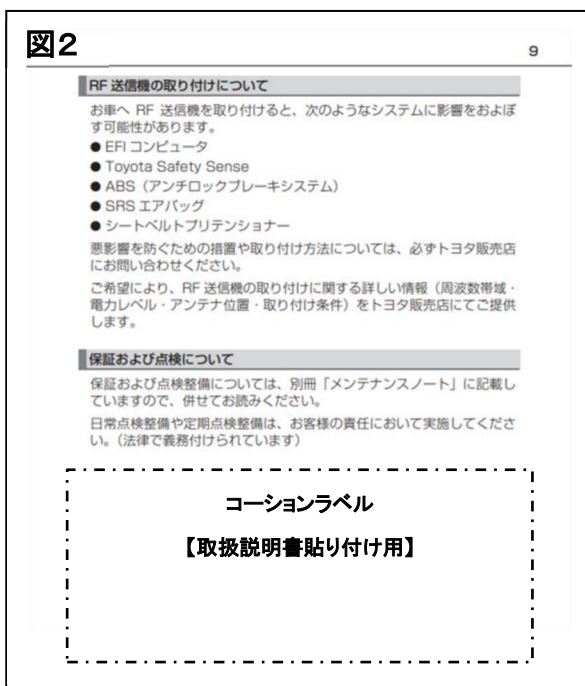 図2
9
RF 送信機の取り付けについて
お車へ RF 送信機を取り付けると、次のようなシステムに影響をおよぼ
す可能性があります。
● EFI コンピュータ
● Toyota Safety Sense
● ABS（アンチロックブレーキシステム）
● SRS エアバッグ
● シートベルトプリテンショナー
悪影響を防ぐための措置や取り付け方法については、必ずトヨタ販売店
にお問い合わせください。
ご希望により、RF 送信機の取り付けに関する詳しい情報（周波数帯域・
電力レベル・アンテナ位置・取り付け条件）をトヨタ販売店にてご提供
します。
保証および点検について
保証および点検整備については、別冊「メンテナンスノート」に記載し
ていますので、併せてお読みください。
日常点検整備や定期点検整備は、お客様の責任において実施してくださ
い。（法律で義務付けられています）
コーションラベル
【取扱説明書貼り付け用】